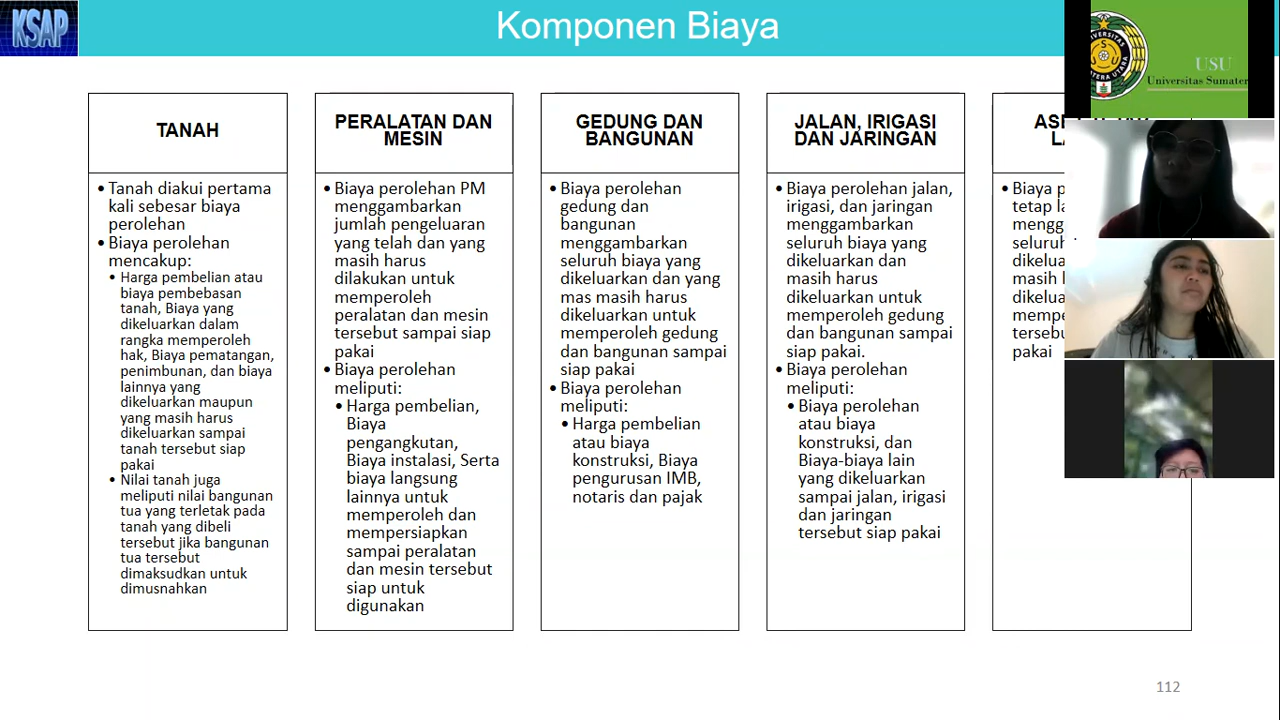 KSAP
Komponen Biaya
USU
Universitas Sumater
TANAH
• Tanah diakui pertama
kali sebesar biaya
perolehan
• Biaya perolehan
mencakup:
• Harga pembelian atau
biaya pembebasan
tanah, Biaya yang
dikeluarkan dalam
rangka memperoleh
hak, Biaya pematangan,
penimbunan, dan biaya
lainnya yang
dikeluarkan maupun
yang masih harus
dikeluarkan sampai
tanah tersebut siap
pakai
• Nilai tanah juga
meliputi nilai bangunan
tua yang terletak pada
tanah yang dibeli
tersebut jika bangunan
tua tersebut
dimaksudkan untuk
dimusnahkan
PERALATAN DAN
MESIN
• Biaya perolehan PM
menggambarkan
jumlah pengeluaran
yang telah dan yang
masih harus
dilakukan untuk
memperoleh
peralatan dan mesin
tersebut sampai siap
pakai
• Biaya perolehan
meliputi:
• Harga pembelian,
Biaya
pengangkutan,
Biaya instalasi, Serta
biaya langsung
lainnya untuk
memperoleh dan
mempersiapkan
sampai peralatan
dan mesin tersebut
siap untuk
digunakan
GEDUNG DAN
BANGUNAN
• Biaya perolehan
gedung dan
bangunan
menggambarkan
seluruh biaya yang
dikeluarkan dan yang
mas masih harus
dikeluarkan untuk
memperoleh gedung
dan bangunan sampai
siap pakai
• Biaya perolehan
meliputi:
• Harga pembelian
atau biaya
konstruksi, Biaya
pengurusan IMB,
notaris dan pajak
JALAN, IRIGASI
DAN JARINGAN
• Biaya perolehan jalan,
irigasi, dan jaringan
menggambarkan
seluruh biaya yang
dikeluarkan dan
masih harus
dikeluarkan untuk
memperoleh gedung
dan bangunan sampai
siap pakai.
• Biaya perolehan
meliputi:
• Biaya perolehan
atau biaya
konstruksi, dan
Biaya-biaya lain
yang dikeluarkan
sampai jalan, irigasi
dan jaringan
tersebut siap pakai
• Biaya p
tetap la
mengg
seluruh
dikelua
masih
dikelua
mempe
tersebu
pakai
112